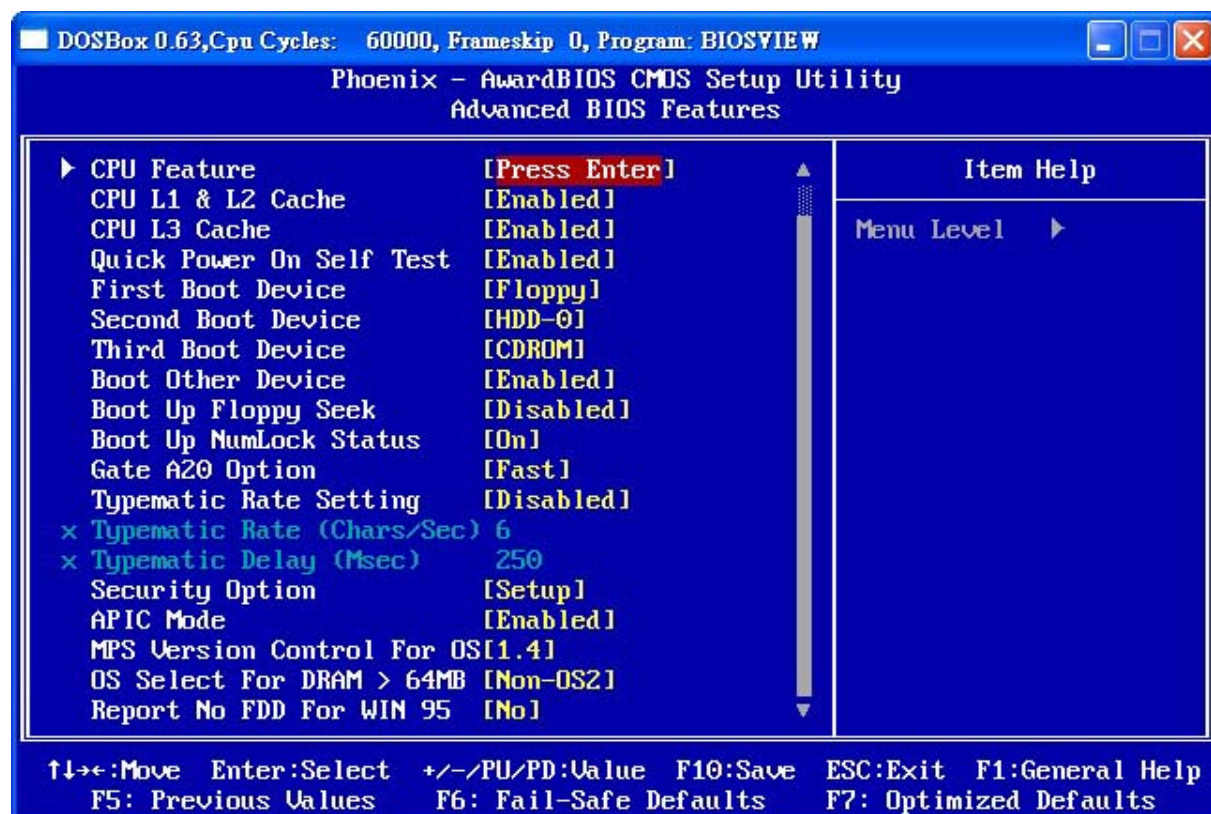 DOSBox 0.63,Cpu Cycles: 60000, Frameskip 0, Program: BIOSVIEW
Phoenix - AwardBIOS CMOS Setup Utility
Advanced BIOS Features
CPU Feature [Press Enter]
CPU L1 & L2 Cache [Enabled]
CPU L3 Cache [Enabled]
Quick Power On Self Test [Enabled]
First Boot Device [Floppy]
Second Boot Device [HDD-0]
Third Boot Device [CDROM]
Boot Other Device [Enabled]
Boot Up Floppy Seek [Disabled]
Boot Up NumLock Status [On]
Gate A20 Option [Fast]
Typematic Rate Setting [Disabled]
x Typematic Rate (Chars/Sec) 6
x Typematic Delay (Msec) 250
Security Option [Setup]
APIC Mode [Enabled]
MPS Version Control For OS[1.4]
OS Select For DRAM > 64MB [Non-OS2]
Report No FDD For WIN 95 [No]
Item Help
Menu Level
↑↓→←:Move Enter:Select +/-/PU/PD:Value F10:Save ESC:Exit F1:General Help
F5: Previous Values F6: Fail-Safe Defaults F7: Optimized Defaults